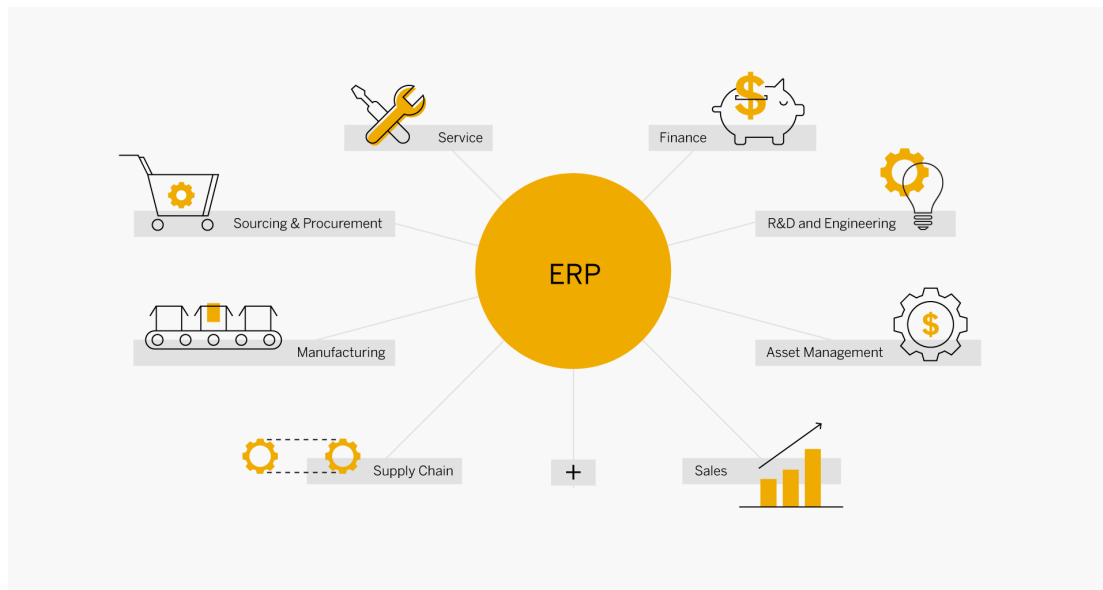 Service
Finance
Sourcing & Procurement
R&D and Engineering
ERP
Manufacturing
Asset Management
Supply Chain
+
Sales
$
$